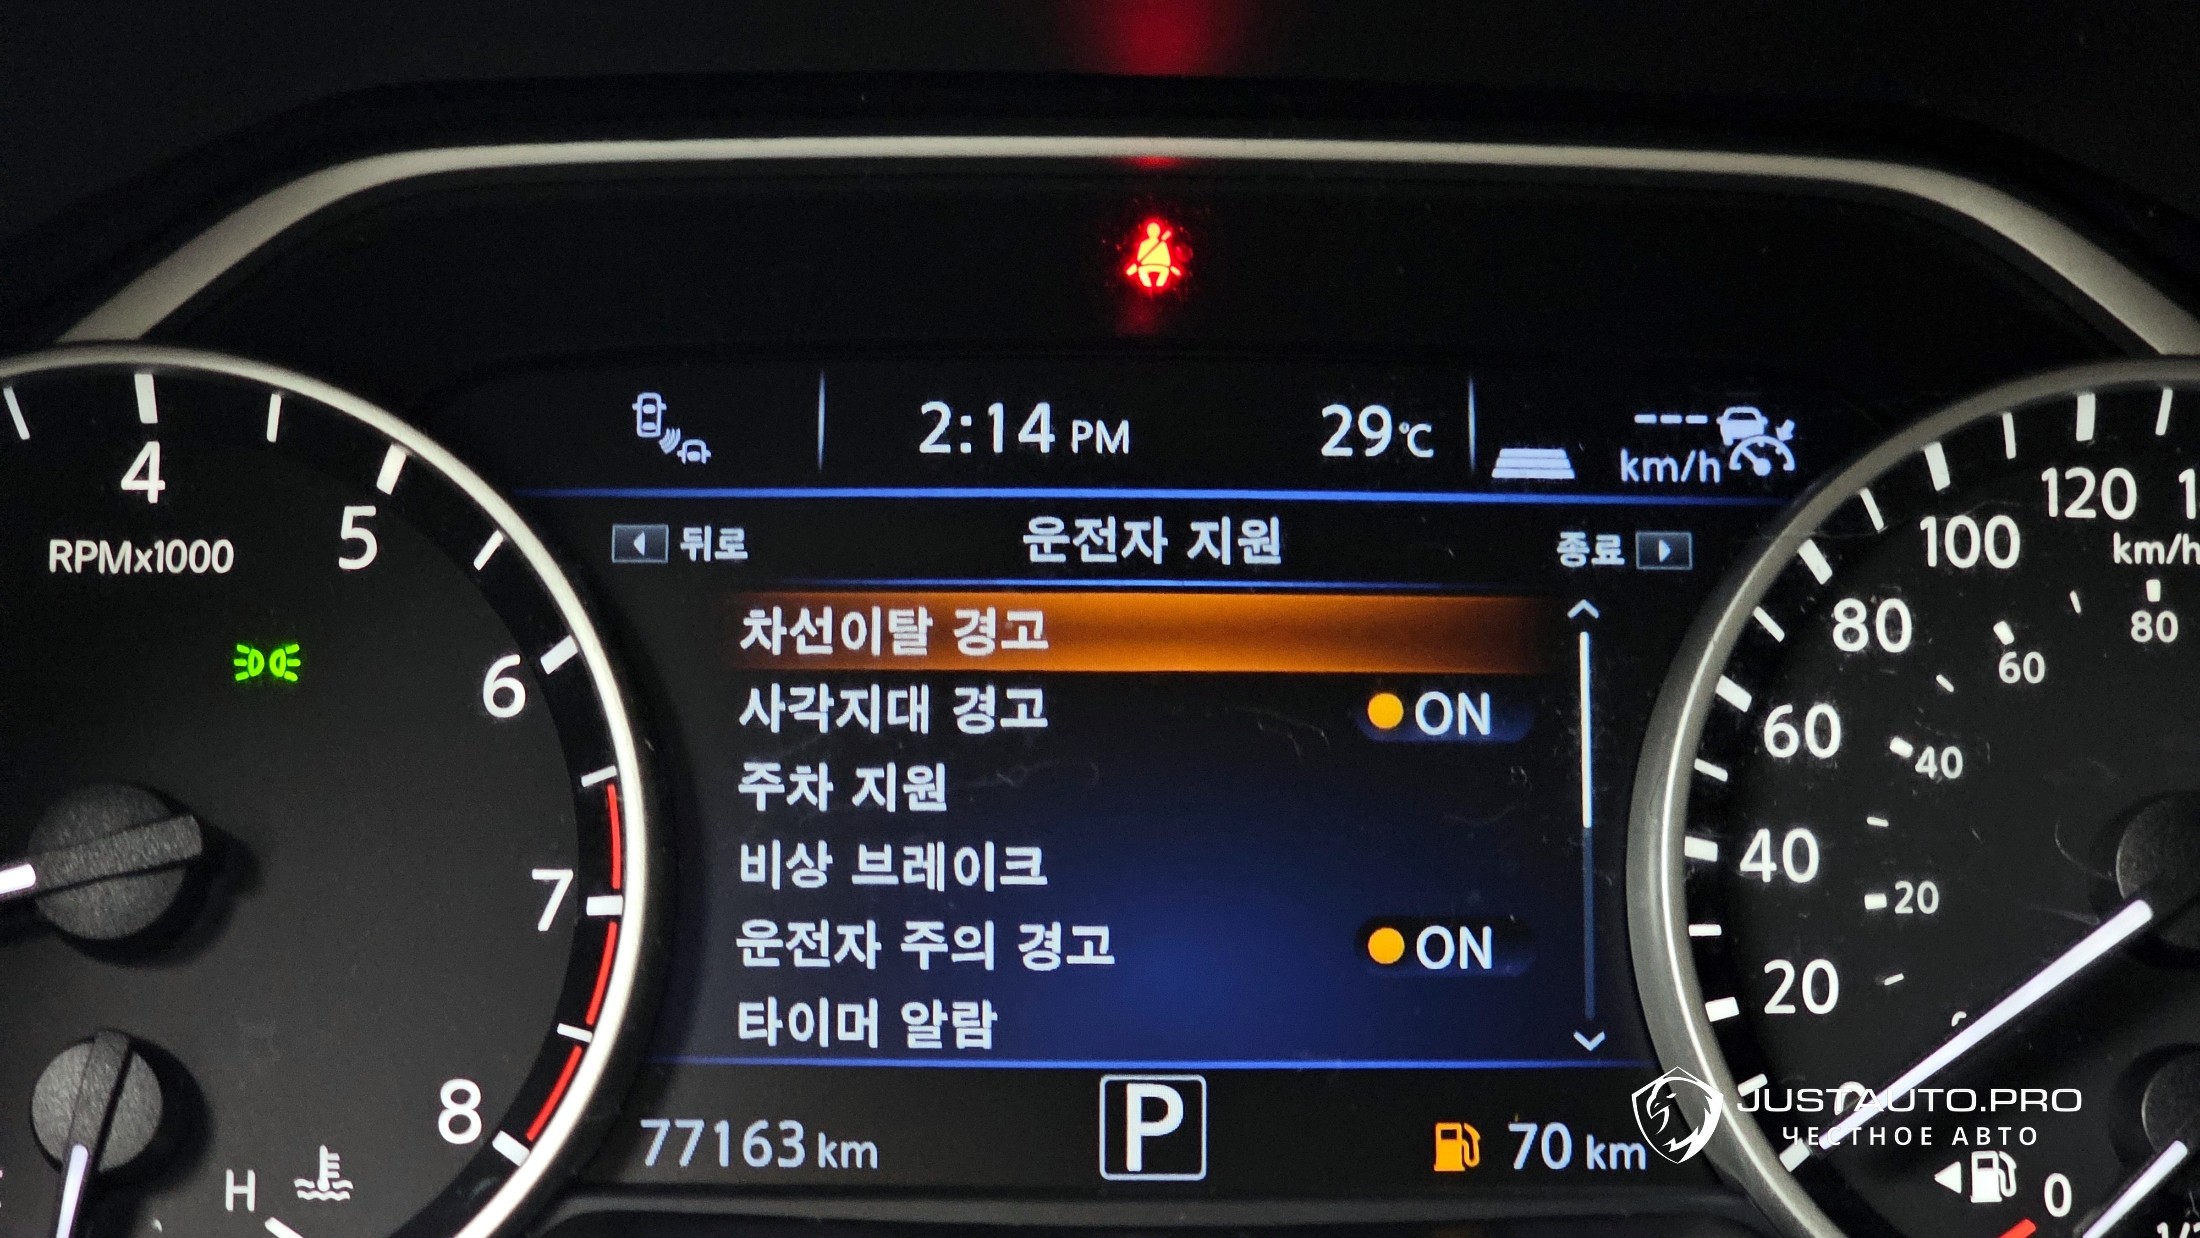 2:14 PM
29°C
--- km/h
뒤로
운전자 지원
종료
차선이탈 경고
사각지대 경고 ON
주차 지원
비상 브레이크
운전자 주의 경고 ON
타이머 알람
77163 km
P
70 km
4
5
6
7
8
RPMx1000
H
120
100
80
60
40
20
km/h
80
60
40
20
0
JUSTAUTO.PRO
ЧЕСТНОЕ АВТО